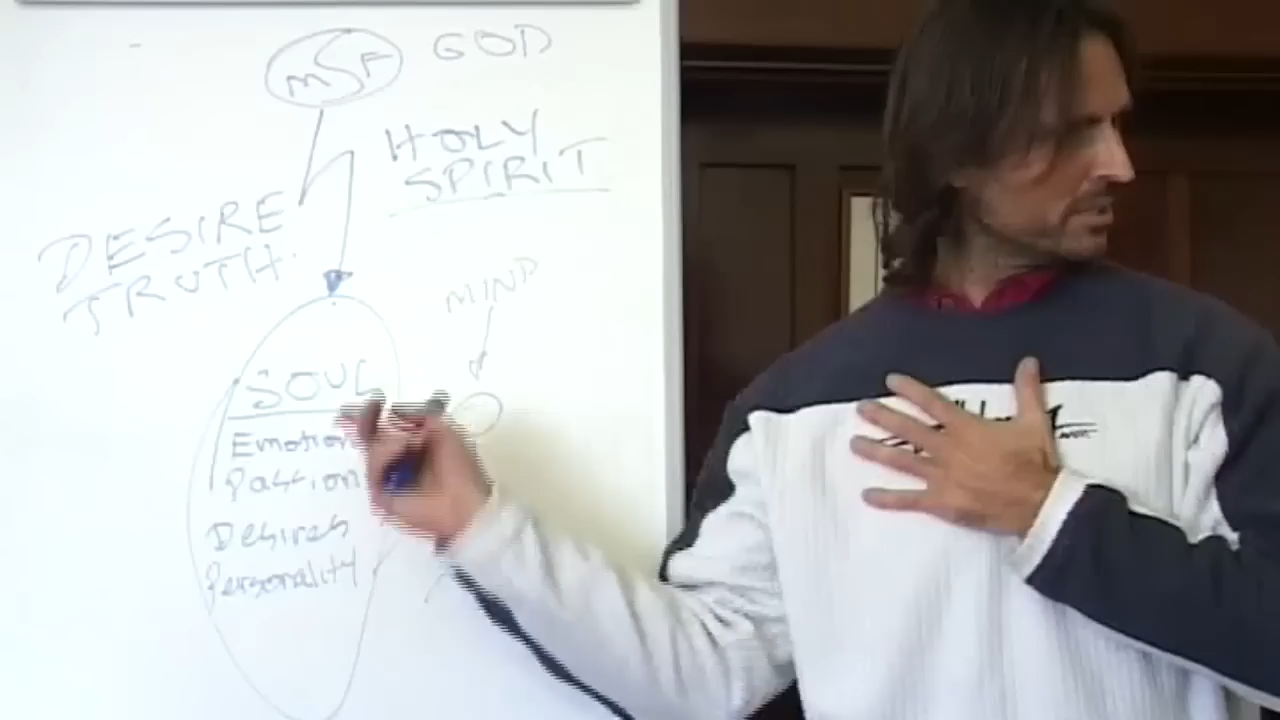 MSF GOD
HOLY
SPIRIT
DESIRE
TRUTH
MIND
SOUL
Emotion
Passion
Desires
Personality